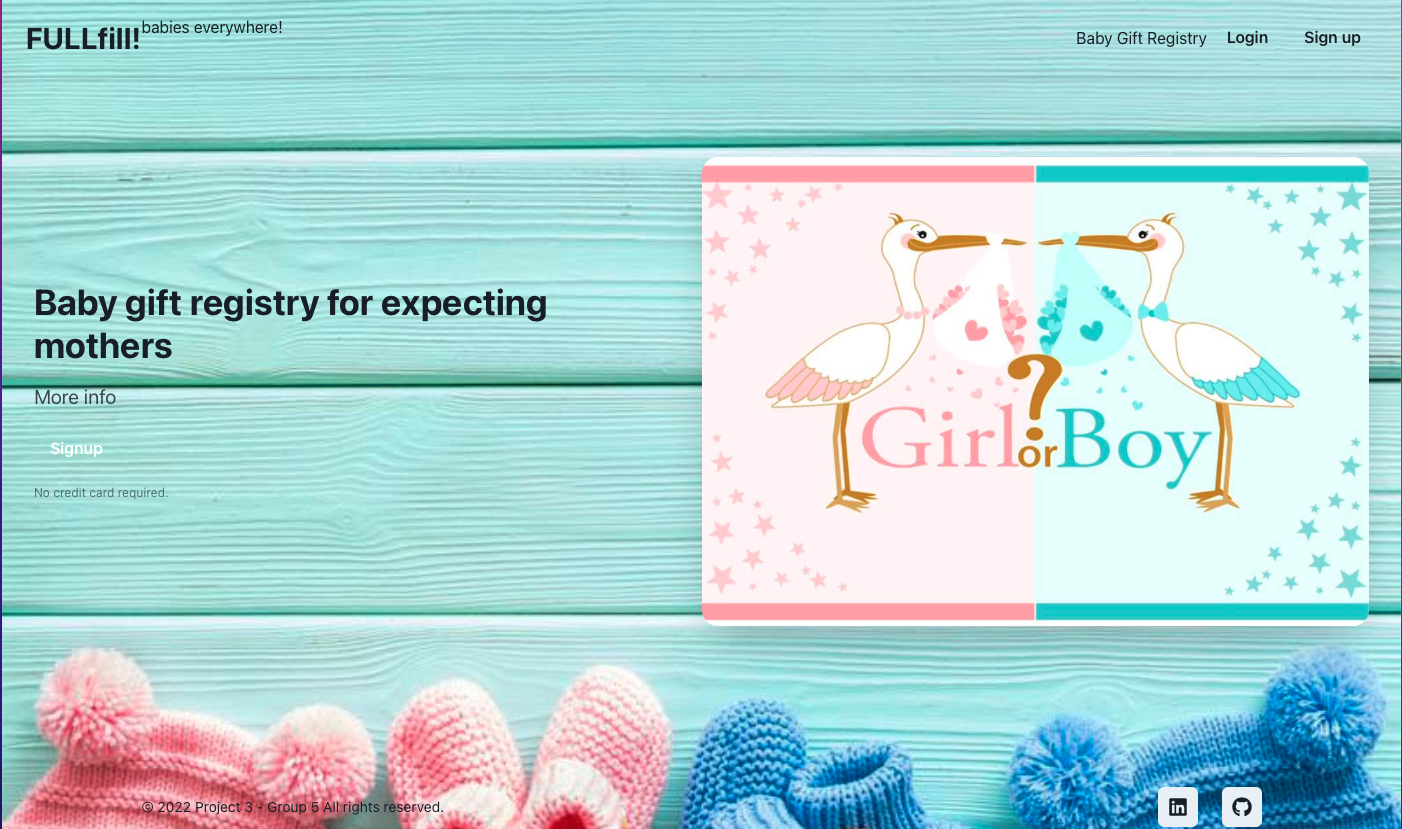 FULLfill! babies everywhere!
Baby Gift Registry Login Sign up
Baby gift registry for expecting
mothers
More info
Signup
No credit card required.
?
Girl or Boy
© 2022 Project 3 - Group 5 All rights reserved.
in